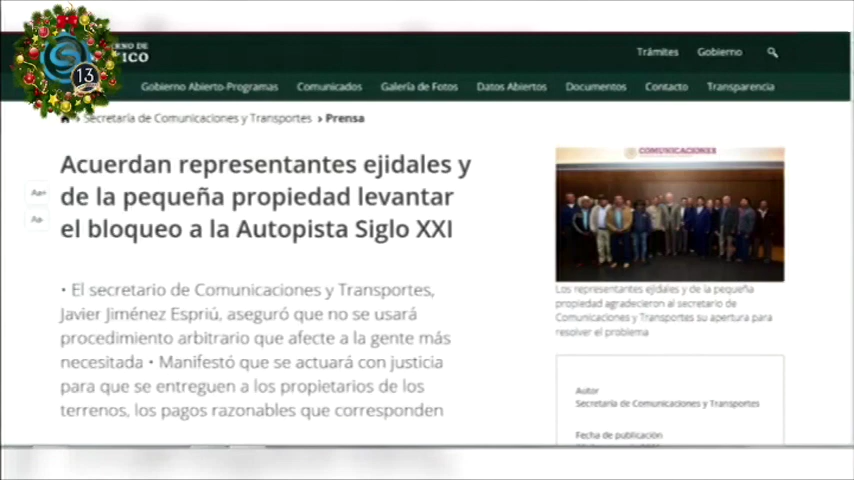 13
Trámites Gobierno
Gobierno Abierto-Programas Comunicados Galería de Fotos Datos Abiertos Documentos Contacto Transparencia
Secretaría de Comunicaciones y Transportes › Prensa
Acuerdan representantes ejidales y
de la pequeña propiedad levantar
el bloqueo a la Autopista Siglo XXI
Aa+
Aa-
• El secretario de Comunicaciones y Transportes,
Javier Jiménez Espriú, aseguró que no se usará
procedimiento arbitrario que afecte a la gente más
necesitada • Manifestó que se actuará con justicia
para que se entreguen a los propietarios de los
terrenos, los pagos razonables que corresponden
COMUNICACIONES
Los representantes ejidales y de la pequeña
propiedad agradecieron al secretario de
Comunicaciones y Transportes su apertura para
resolver el problema
Autor
Secretaría de Comunicaciones y Transportes
Fecha de publicación